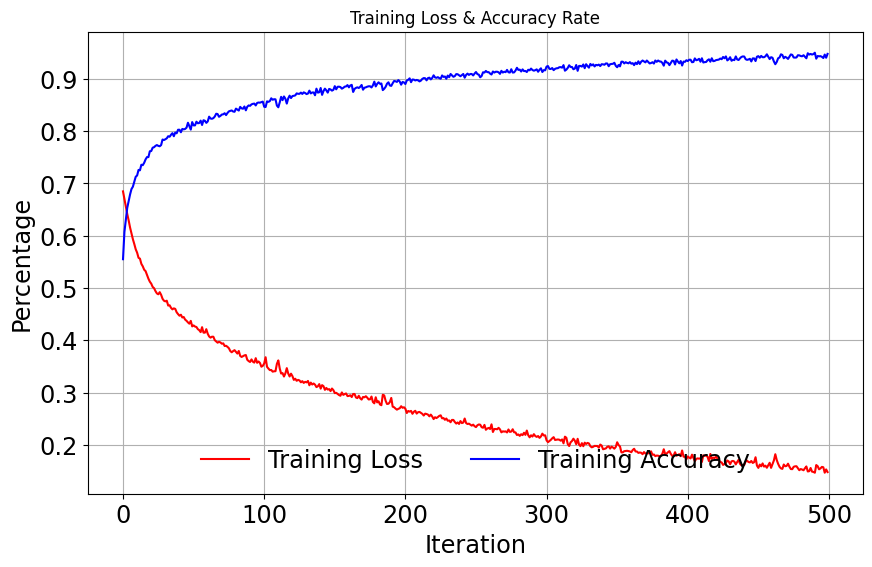 Training Loss & Accuracy Rate
Percentage
0.9
0.8
0.7
0.6
0.5
0.4
0.3
0.2
Training Loss
Training Accuracy
0 100 200 300 400 500
Iteration